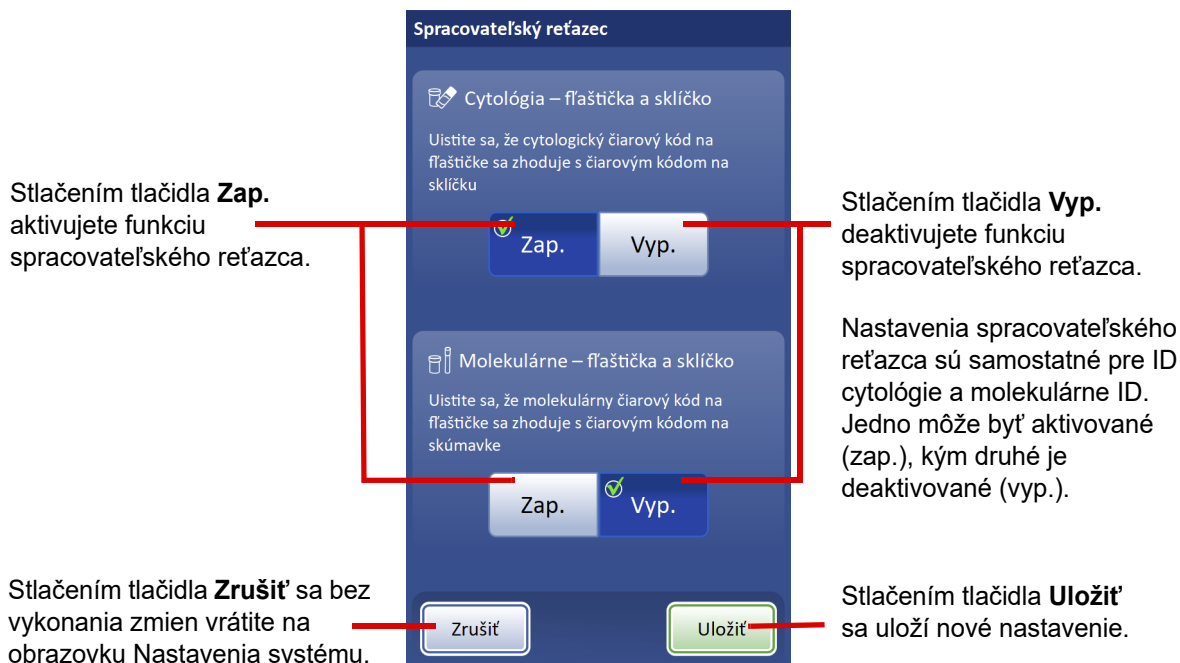 Spracovateľský reťazec
Cytológia – fľaštička a sklíčko
Uistite sa, že cytologický čiarový kód na
fľaštičke sa zhoduje s čiarovým kódom na
sklíčku
Zap.
Vyp.
Molekulárne – fľaštička a sklíčko
Uistite sa, že molekulárny čiarový kód na
fľaštičke sa zhoduje s čiarovým kódom na
skúmavke
Zap.
Vyp.
Zrušiť
Uložiť
Stlačením tlačidla Zap.
aktivujete funkciu
spracovateľského reťazca.
Stlačením tlačidla Zrušiť sa bez
vykonania zmien vrátite na
obrazovku Nastavenia systému.
Stlačením tlačidla Vyp.
deaktivujete funkciu
spracovateľského reťazca.
Nastavenia spracovateľského
reťazca sú samostatné pre ID
cytológie a molekulárne ID.
Jedno môže byť aktivované
(zap.), kým druhé je
deaktivované (vyp.).
Stlačením tlačidla Uložiť
sa uloží nové nastavenie.